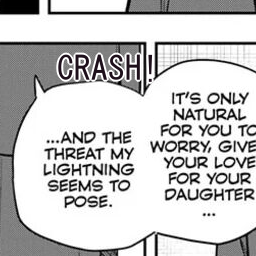 CRASH!
IT'S ONLY
NATURAL
FOR YOU TO
WORRY, GIVEN
YOUR LOVE
FOR YOUR
DAUGHTER
...
...AND THE
THREAT MY
LIGHTNING
SEEMS TO
POSE.